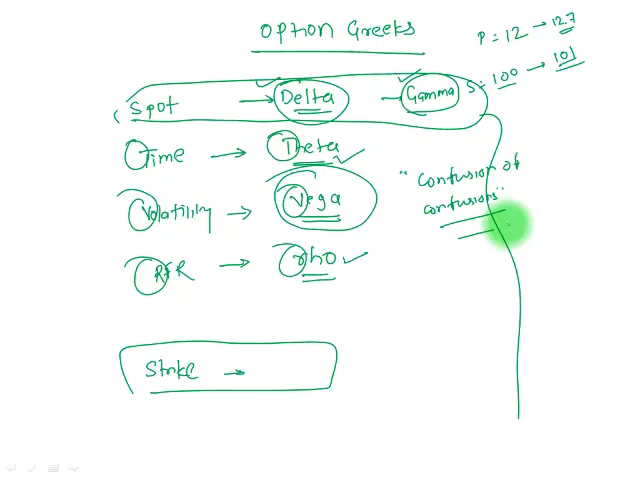 Option Greeks
P = 12 → 12.7
S = 100 → 101
Spot → Delta → Gamma
Time → Theta
Volatility → Vega
RFR → rho
"Confusion of
confusions"
Strike →